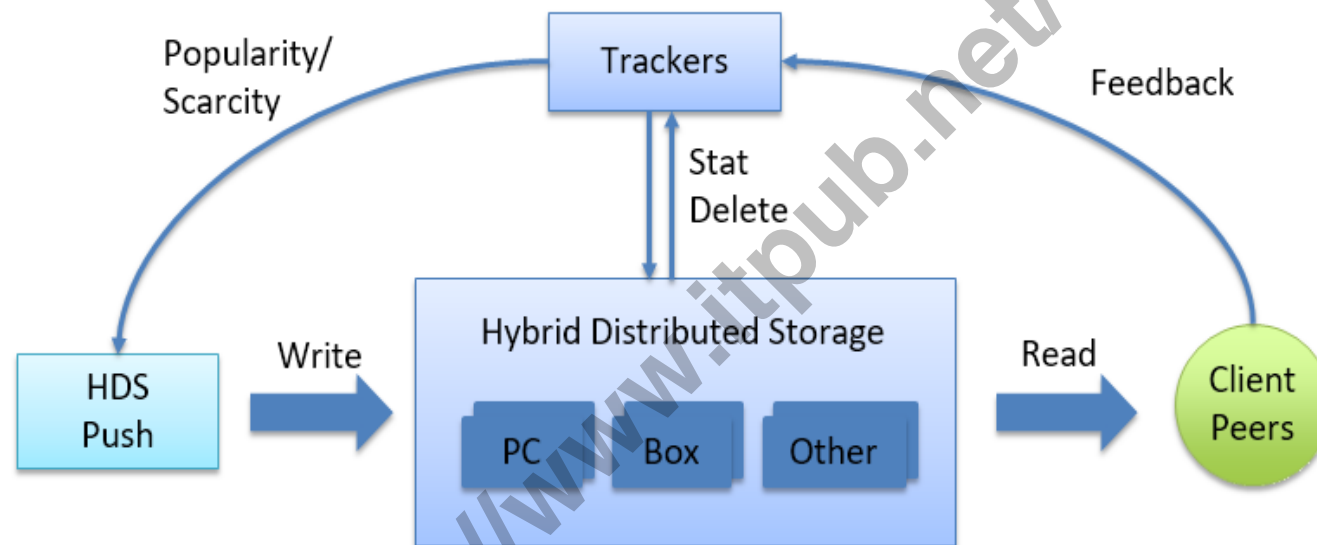 Popularity/
Scarcity
Trackers
Feedback
Stat
Delete
Hybrid Distributed Storage
Write
Read
HDS
Push
PC
Box
Other
Client
Peers
//www.itpub.net/